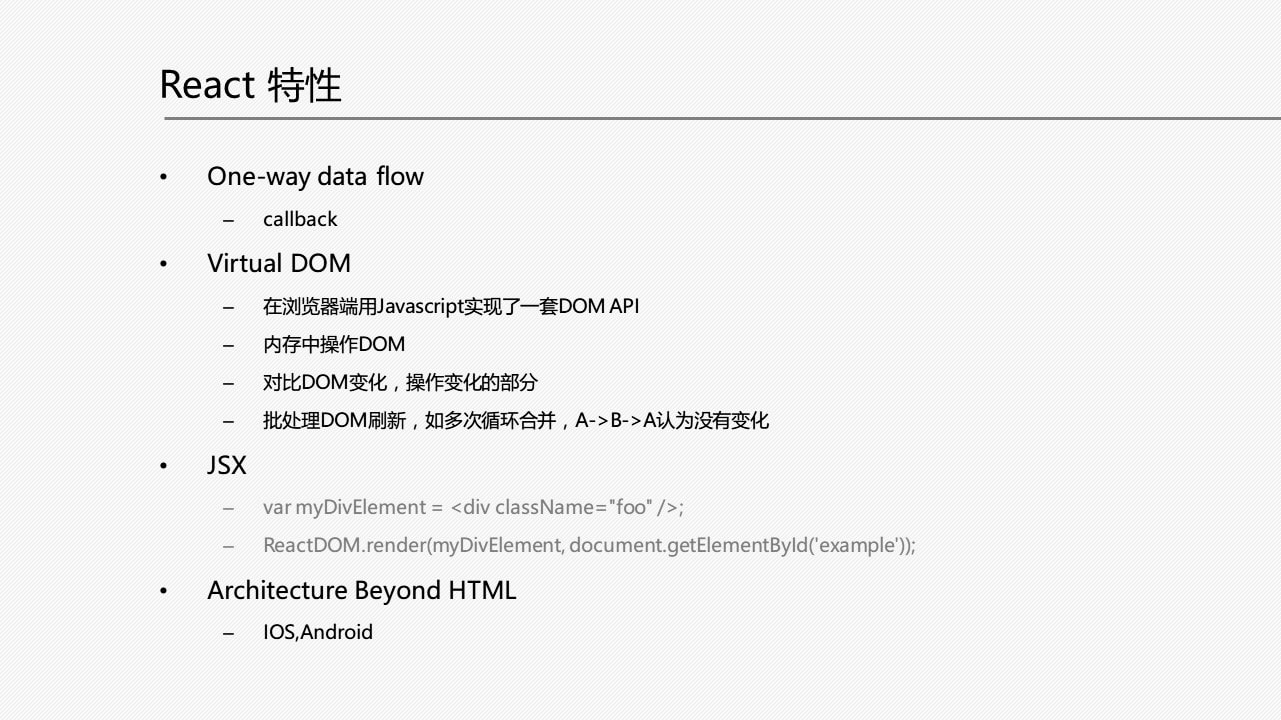 React 特性
• One-way data flow
– callback
• Virtual DOM
– 在浏览器端用Javascript实现了一套DOM API
– 内存中操作DOM
– 对比DOM变化，操作变化的部分
– 批处理DOM刷新，如多次循环合并，A->B->A认为没有变化
• JSX
– var myDivElement = <div className="foo" />;
– ReactDOM.render(myDivElement, document.getElementById('example'));
• Architecture Beyond HTML
– IOS,Android